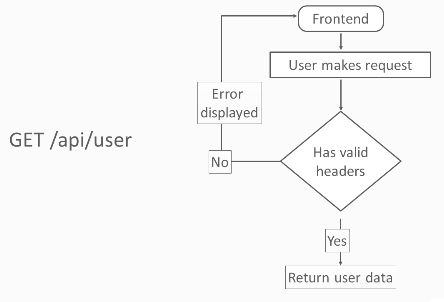 Frontend
User makes request
Error
displayed
GET /api/user
Has valid
headers
No
Yes
Return user data